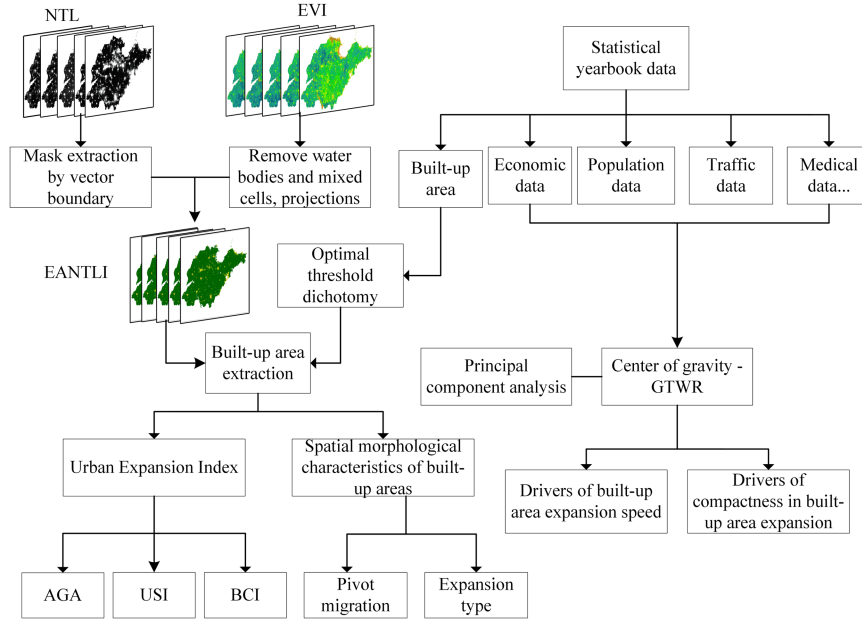 NTL
EVI
Statistical
yearbook data
Mask extraction
by vector
boundary
Remove water
bodies and mixed
cells, projections
Built-up
area
Economic
data
Population
data
Traffic
data
Medical
data...
EANTLI
Optimal
threshold
dichotomy
Built-up area
extraction
Principal
component analysis
Center of gravity -
GTWR
Urban Expansion Index
Spatial morphological
characteristics of built-
up areas
Drivers of built-up
area expansion speed
Drivers of
compactness in built-
up area expansion
AGA
USI
BCI
Pivot
migration
Expansion
type